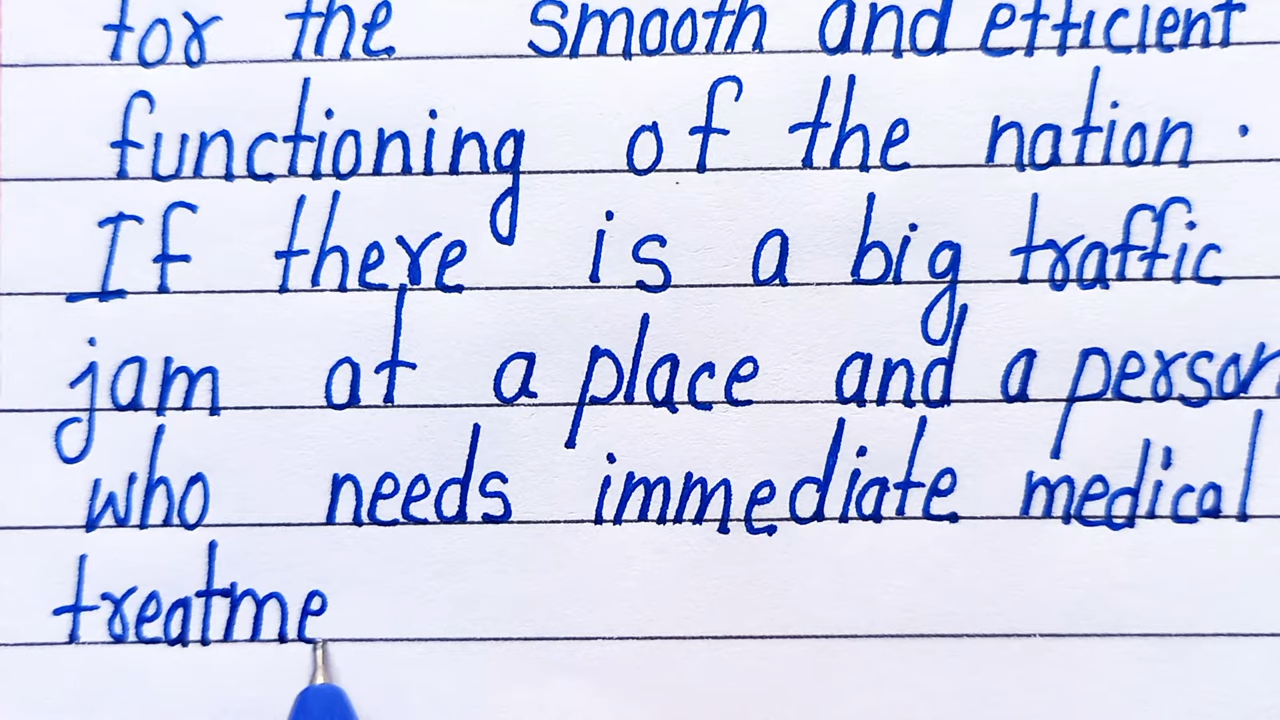 for the smooth and efficient
functioning of the nation.
If there is a big traffic
jam at a place and a person
who needs immediate medical
treatme